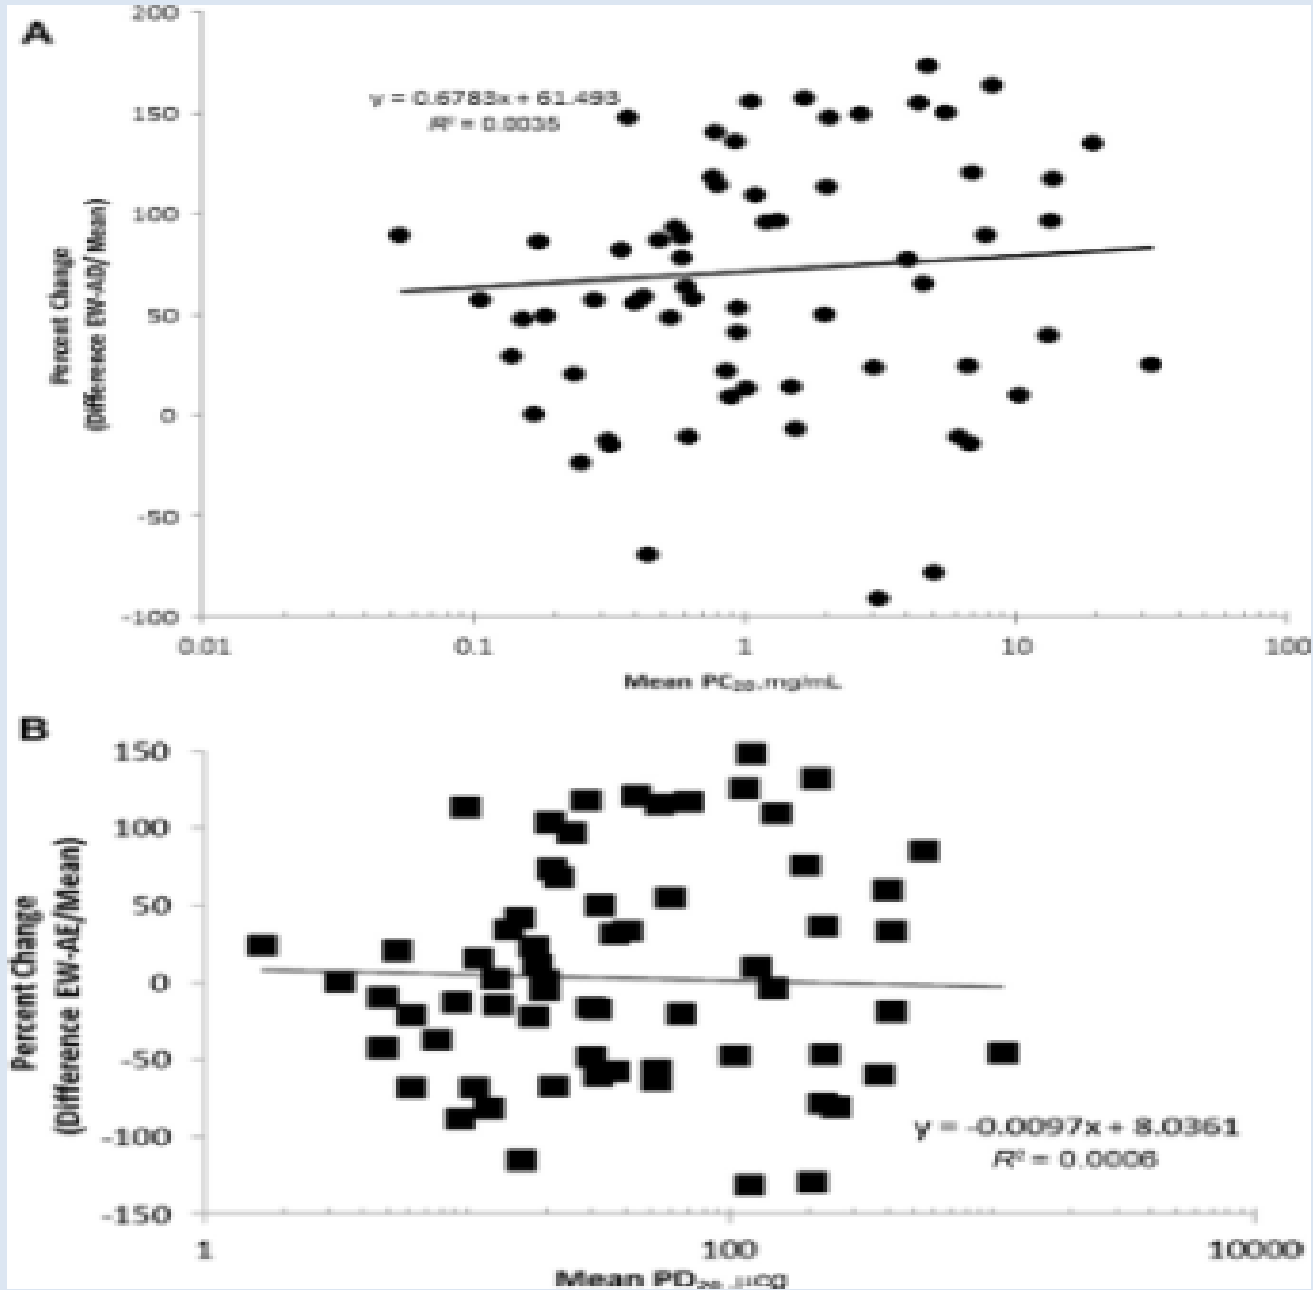 A
200
150
100
50
0
-50
-100
y = 0.6783x + 61.493
R² = 0.0035
Percent Change
(Difference EW-AD/ Mean)
0.01 0.1 1 10 100
Mean PC₂₀,mg/mL
B
150
100
50
0
-50
-100
-150
Percent Change
(Difference EW-AE/Mean)
y = -0.0097x + 8.0361
R² = 0.0006
1 100 10000
Mean PD₂₀,